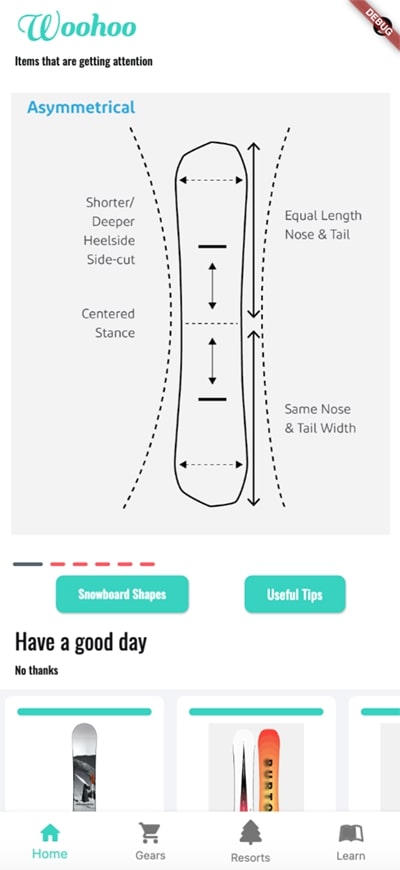 Woohoo
DEBUG
Items that are getting attention
Asymmetrical
Shorter/
Deeper
Heelside
Side-cut
Equal Length
Nose & Tail
Centered
Stance
Same Nose
& Tail Width
Snowboard Shapes
Useful Tips
Have a good day
No thanks
BURTO
Home
Gears
Resorts
Learn